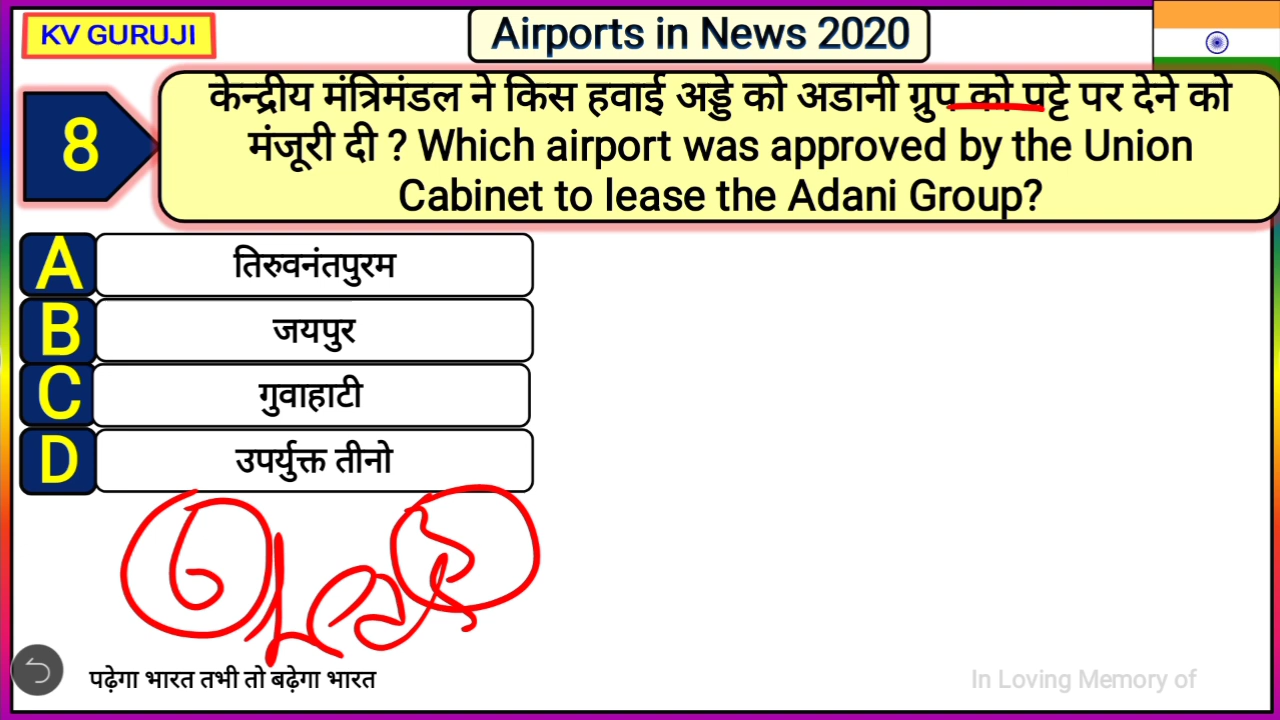 KV GURUJI
Airports in News 2020
8
केन्द्रीय मंत्रिमंडल ने किस हवाई अड्डे को अडानी ग्रुप को पट्टे पर देने को
मंजूरी दी ? Which airport was approved by the Union
Cabinet to lease the Adani Group?
A तिरुवनंतपुरम
B जयपुर
C गुवाहाटी
D उपर्युक्त तीनो
पढ़ेगा भारत तभी तो बढ़ेगा भारत
In Loving Memory of